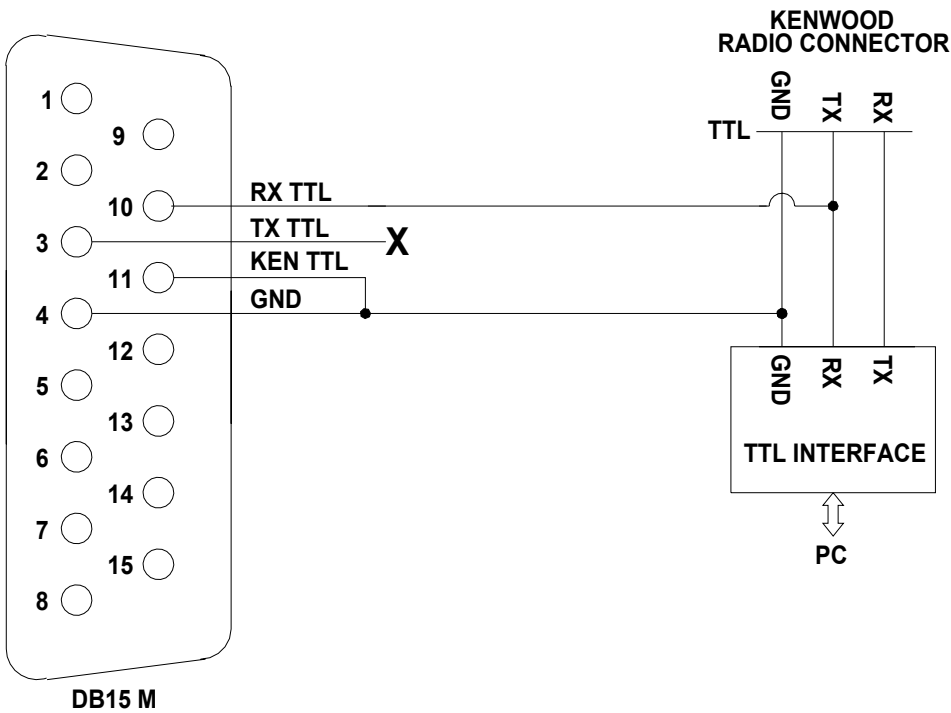 KENWOOD
RADIO CONNECTOR
GND
TX
RX
TTL
1
9
2
10
RX TTL
3
TX TTL
X
11
KEN TTL
4
GND
12
5
13
6
14
7
15
8
GND
RX
TX
TTL INTERFACE
PC
DB15 M